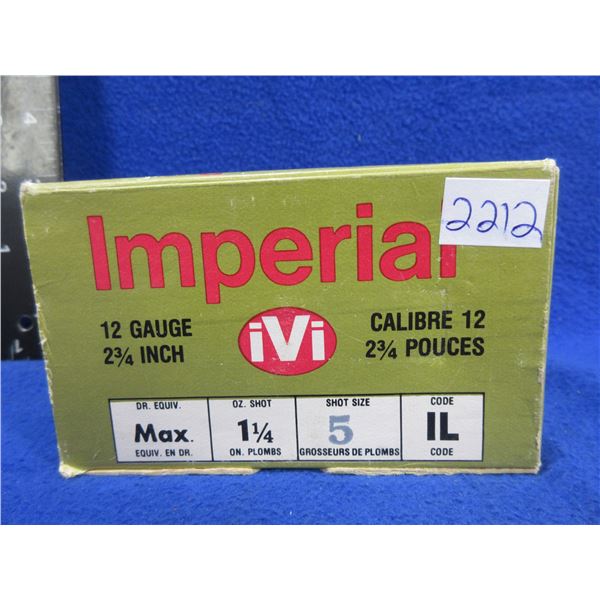 Imperial
2212
12 GAUGE
2¾ INCH
iVi
CALIBRE 12
2¾ POUCES
DR. EQUIV.
Max.
EQUIV. EN DR.
OZ. SHOT
1¼
ON. PLOMBS
SHOT SIZE
5
GROSSEURS DE PLOMBS
CODE
IL
CODE